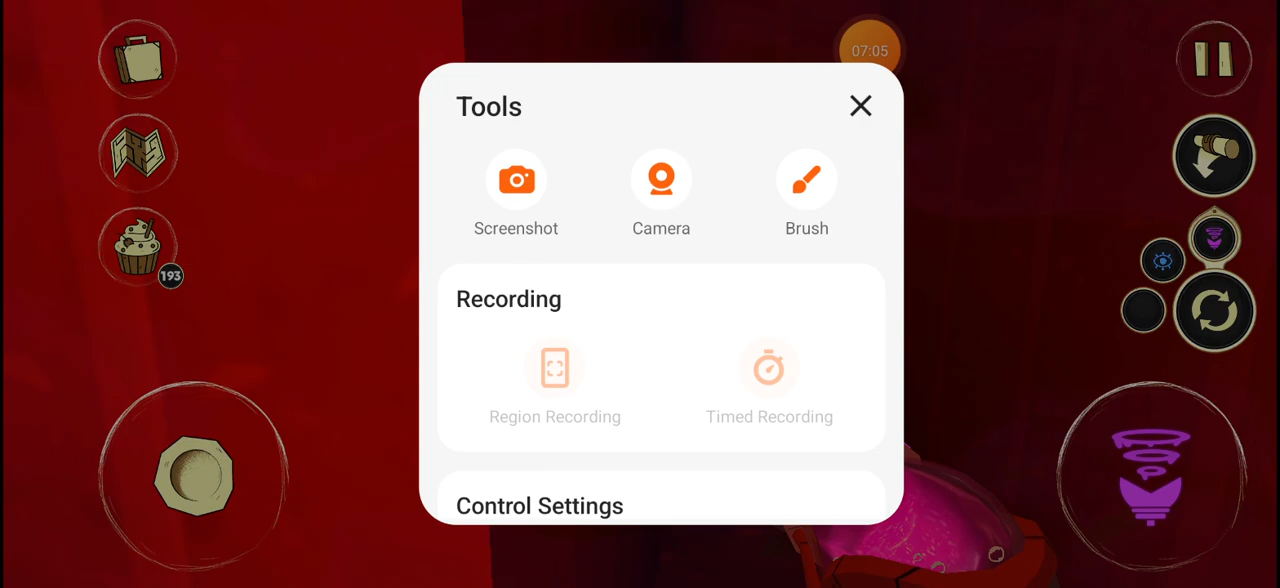 07:05
Tools
Screenshot Camera Brush
193
Recording
Region Recording Timed Recording
Control Settings